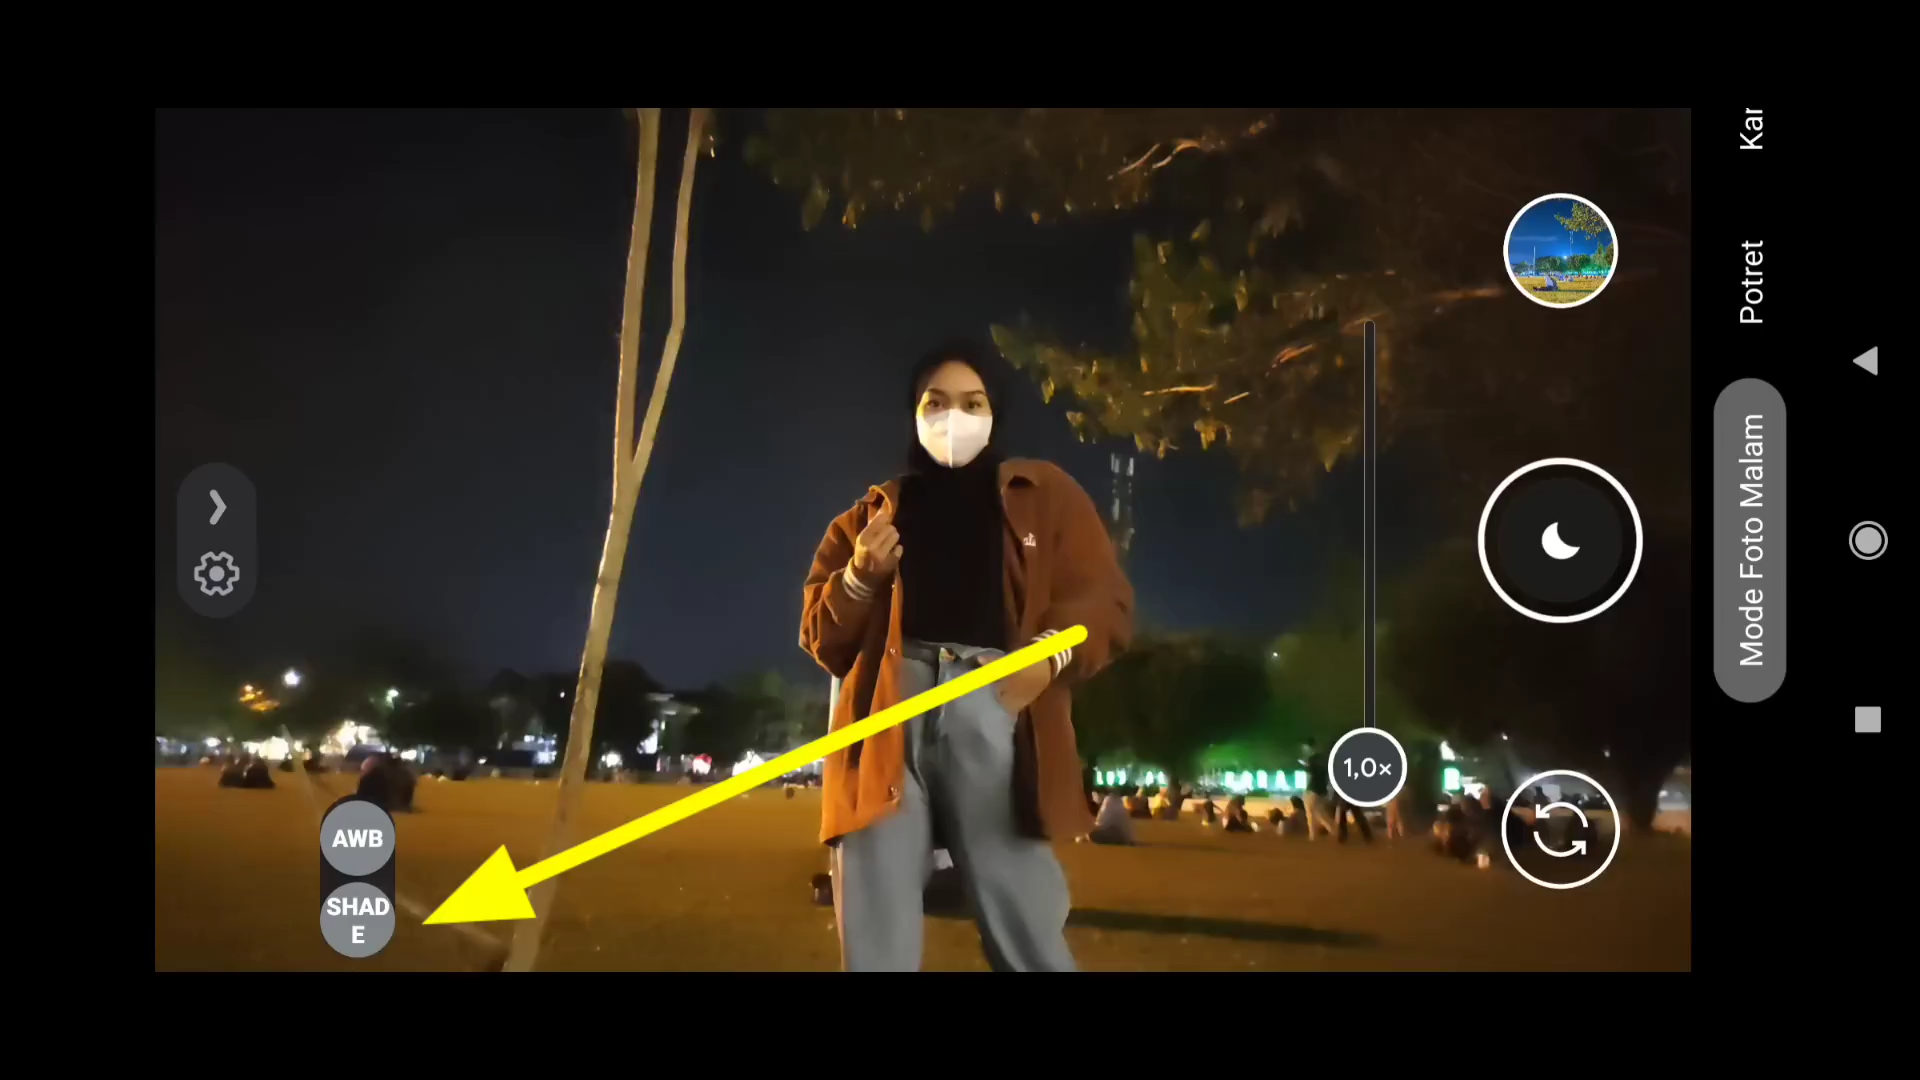 Kar
Potret
Mode Foto Malam
1,0×
AWB
SHAD
E